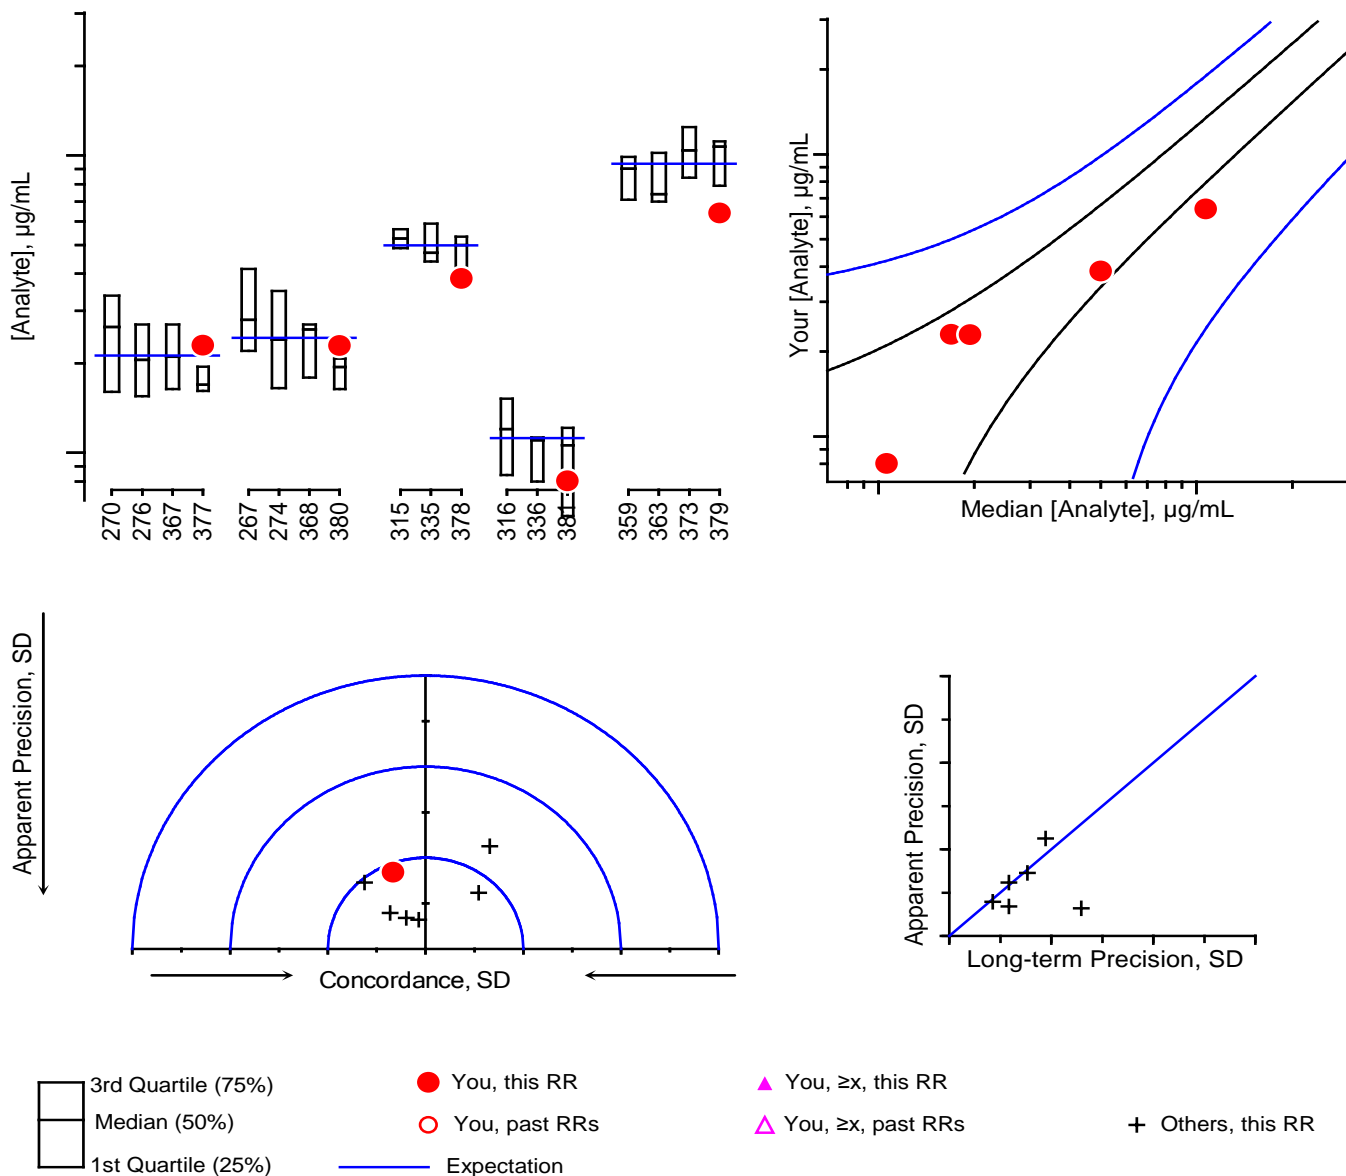 [Analyte], µg/mL
270
276
367
377
267
274
368
380
315
335
378
316
336
381
359
363
373
379
Your [Analyte], µg/mL
Median [Analyte], µg/mL
Apparent Precision, SD
Concordance, SD
Apparent Precision, SD
Long-term Precision, SD
3rd Quartile (75%)
Median (50%)
1st Quartile (25%)
You, this RR
You, past RRs
Expectation
You, ≥x, this RR
You, ≥x, past RRs
Others, this RR